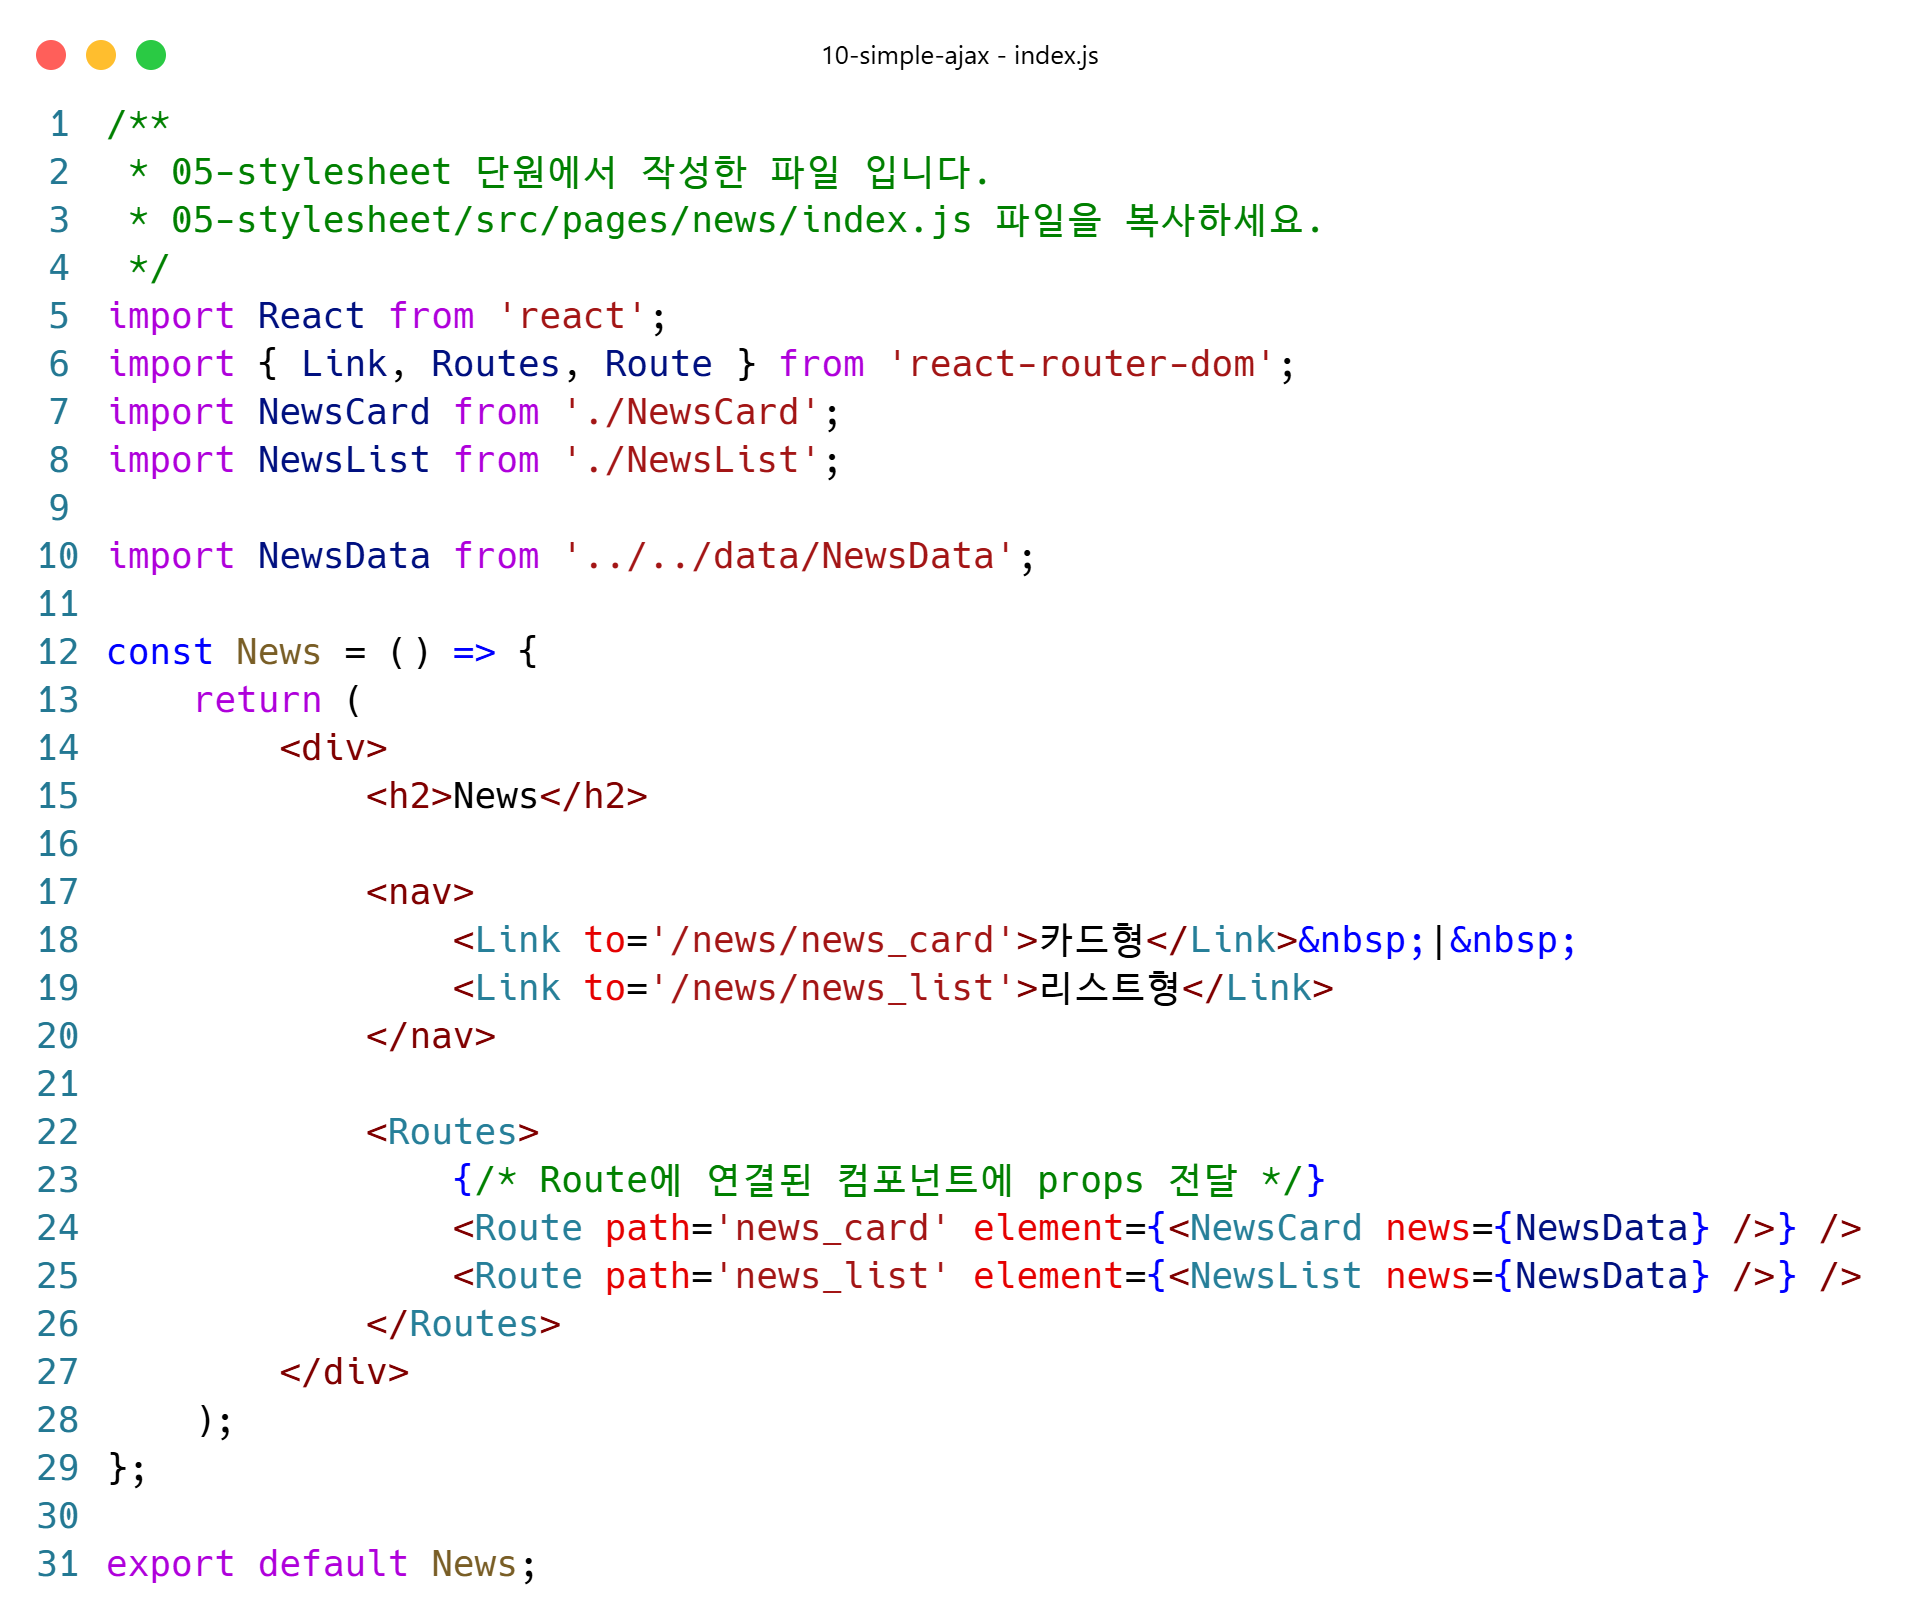 10-simple-ajax - index.js
1 /**
2  * 05-stylesheet 단원에서 작성한 파일 입니다.
3  * 05-stylesheet/src/pages/news/index.js 파일을 복사하세요.
4  */
5 import React from 'react';
6 import { Link, Routes, Route } from 'react-router-dom';
7 import NewsCard from './NewsCard';
8 import NewsList from './NewsList';
9
10 import NewsData from '../../data/NewsData';
11
12 const News = () => {
13     return (
14         <div>
15             <h2>News</h2>
16
17             <nav>
18                 <Link to='/news/news_card'>카드형</Link>&nbsp;|&nbsp;
19                 <Link to='/news/news_list'>리스트형</Link>
20             </nav>
21
22             <Routes>
23                 {/* Route에 연결된 컴포넌트에 props 전달 */}
24                 <Route path='news_card' element={<NewsCard news={NewsData} />} />
25                 <Route path='news_list' element={<NewsList news={NewsData} />} />
26             </Routes>
27         </div>
28     );
29 };
30
31 export default News;